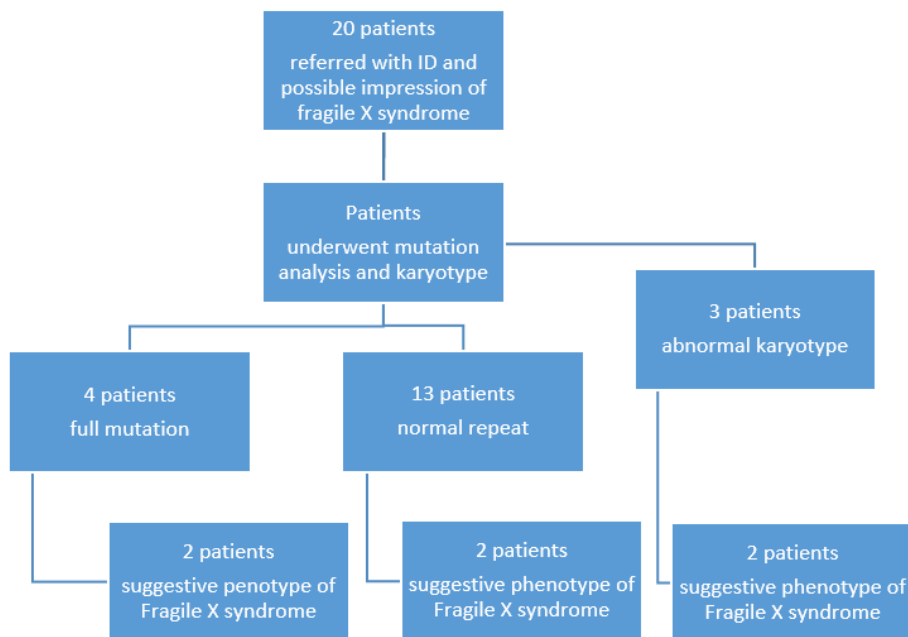 20 patients
referred with ID and
possible impression of
fragile X syndrome
Patients
underwent mutation
analysis and karyotype
3 patients
abnormal karyotype
4 patients
full mutation
13 patients
normal repeat
2 patients
suggestive penotype of
Fragile X syndrome
2 patients
suggestive phenotype of
Fragile X syndrome
2 patients
suggestive phenotype of
Fragile X syndrome